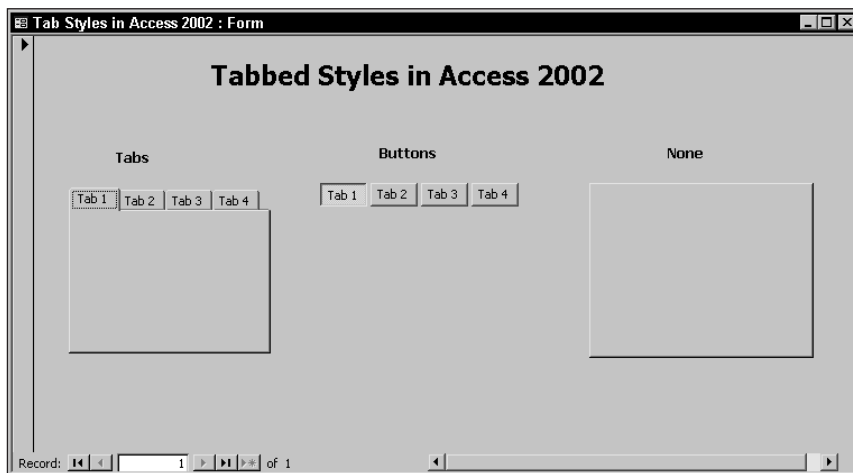 Tab Styles in Access 2002 : Form
Tabbed Styles in Access 2002
Tabs
Buttons
None
Tab 1 Tab 2 Tab 3 Tab 4
Tab 1 Tab 2 Tab 3 Tab 4
Record: 1 of 1